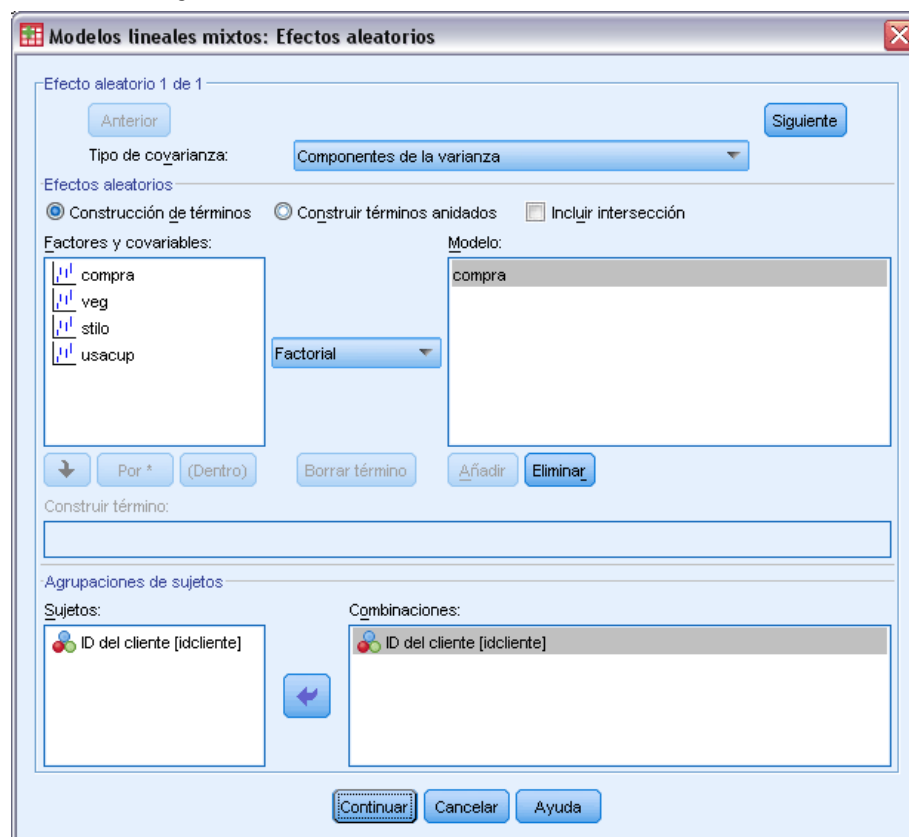 Modelos lineales mixtos: Efectos aleatorios
Efecto aleatorio 1 de 1
Anterior
Siguiente
Tipo de covarianza:
Componentes de la varianza
Efectos aleatorios
Construcción de términos
Construir términos anidados
Incluir intersección
Factores y covariables:
Modelo:
compra
veg
stilo
usacup
Factorial
compra
Por *
(Dentro)
Borrar término
Añadir
Eliminar
Construir término:
Agrupaciones de sujetos
Sujetos:
Combinaciones:
ID del cliente [idcliente]
ID del cliente [idcliente]
Continuar
Cancelar
Ayuda